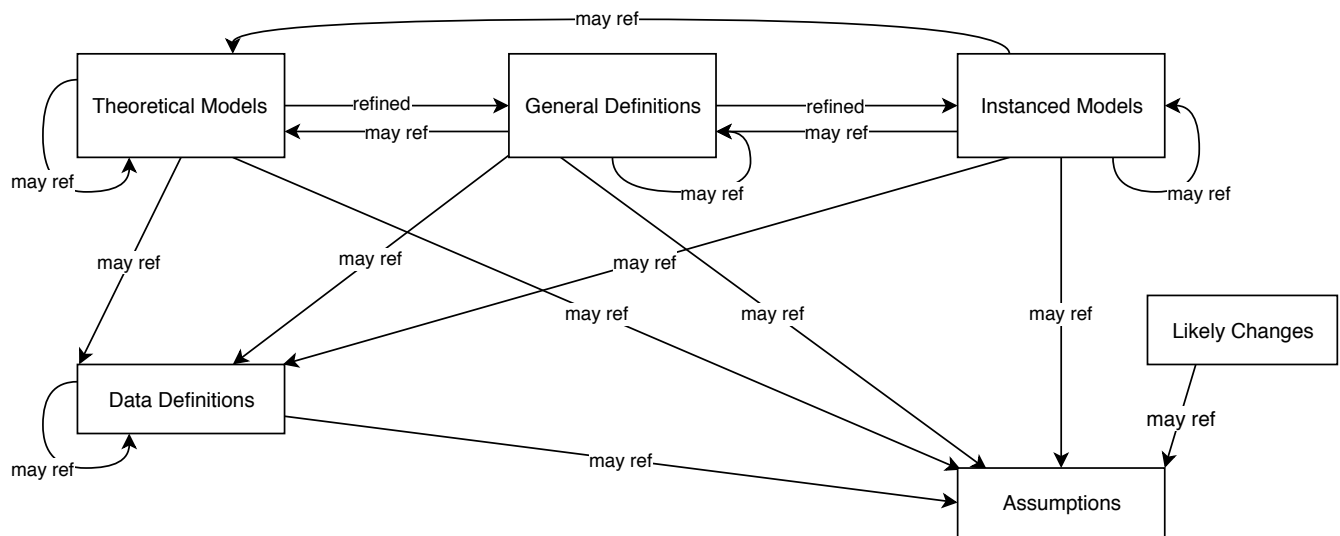 may ref
Theoretical Models
refined
General Definitions
refined
Instanced Models
may ref
may ref
may ref
may ref
may ref
may ref
may ref
may ref
may ref
may ref
may ref
may ref
Likely Changes
Data Definitions
may ref
may ref
may ref
Assumptions